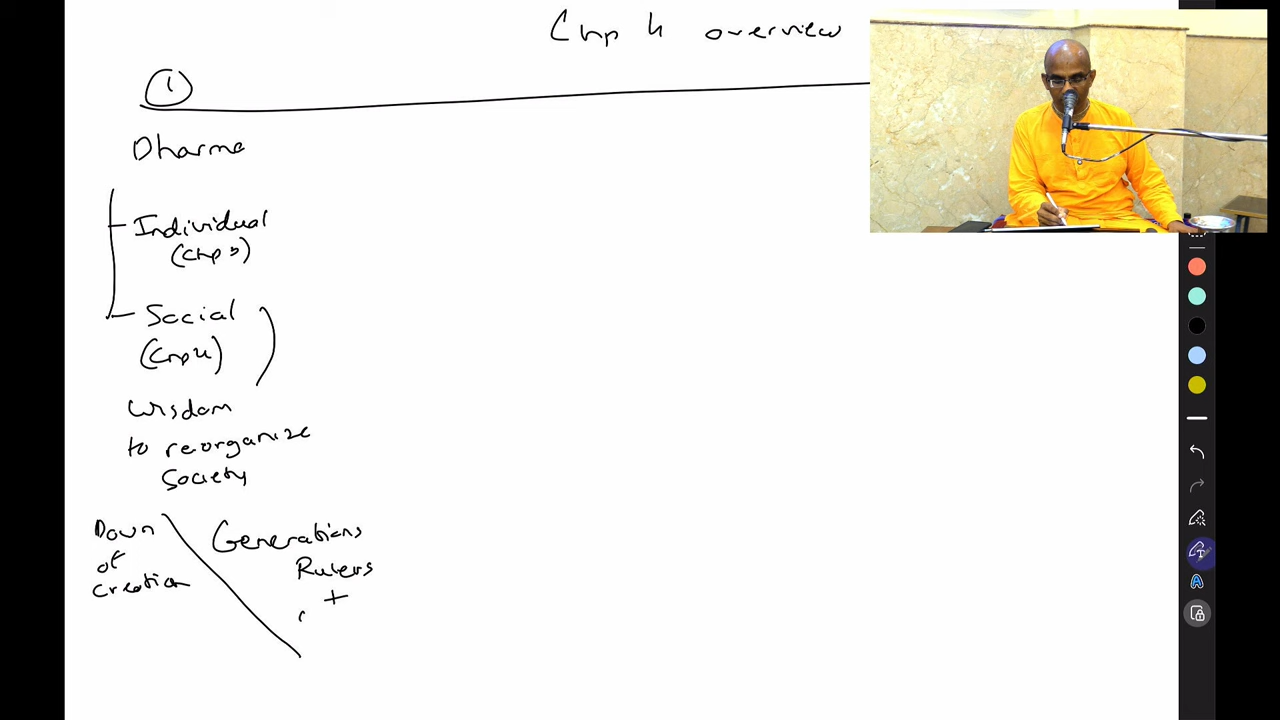 Chp 4 overview
1
Dharma
Individual
(Chp 3)
Social
(Chp 4)
Wisdom
to reorganize
Society
Dawn
of
Creation
Generations
Rulers
+